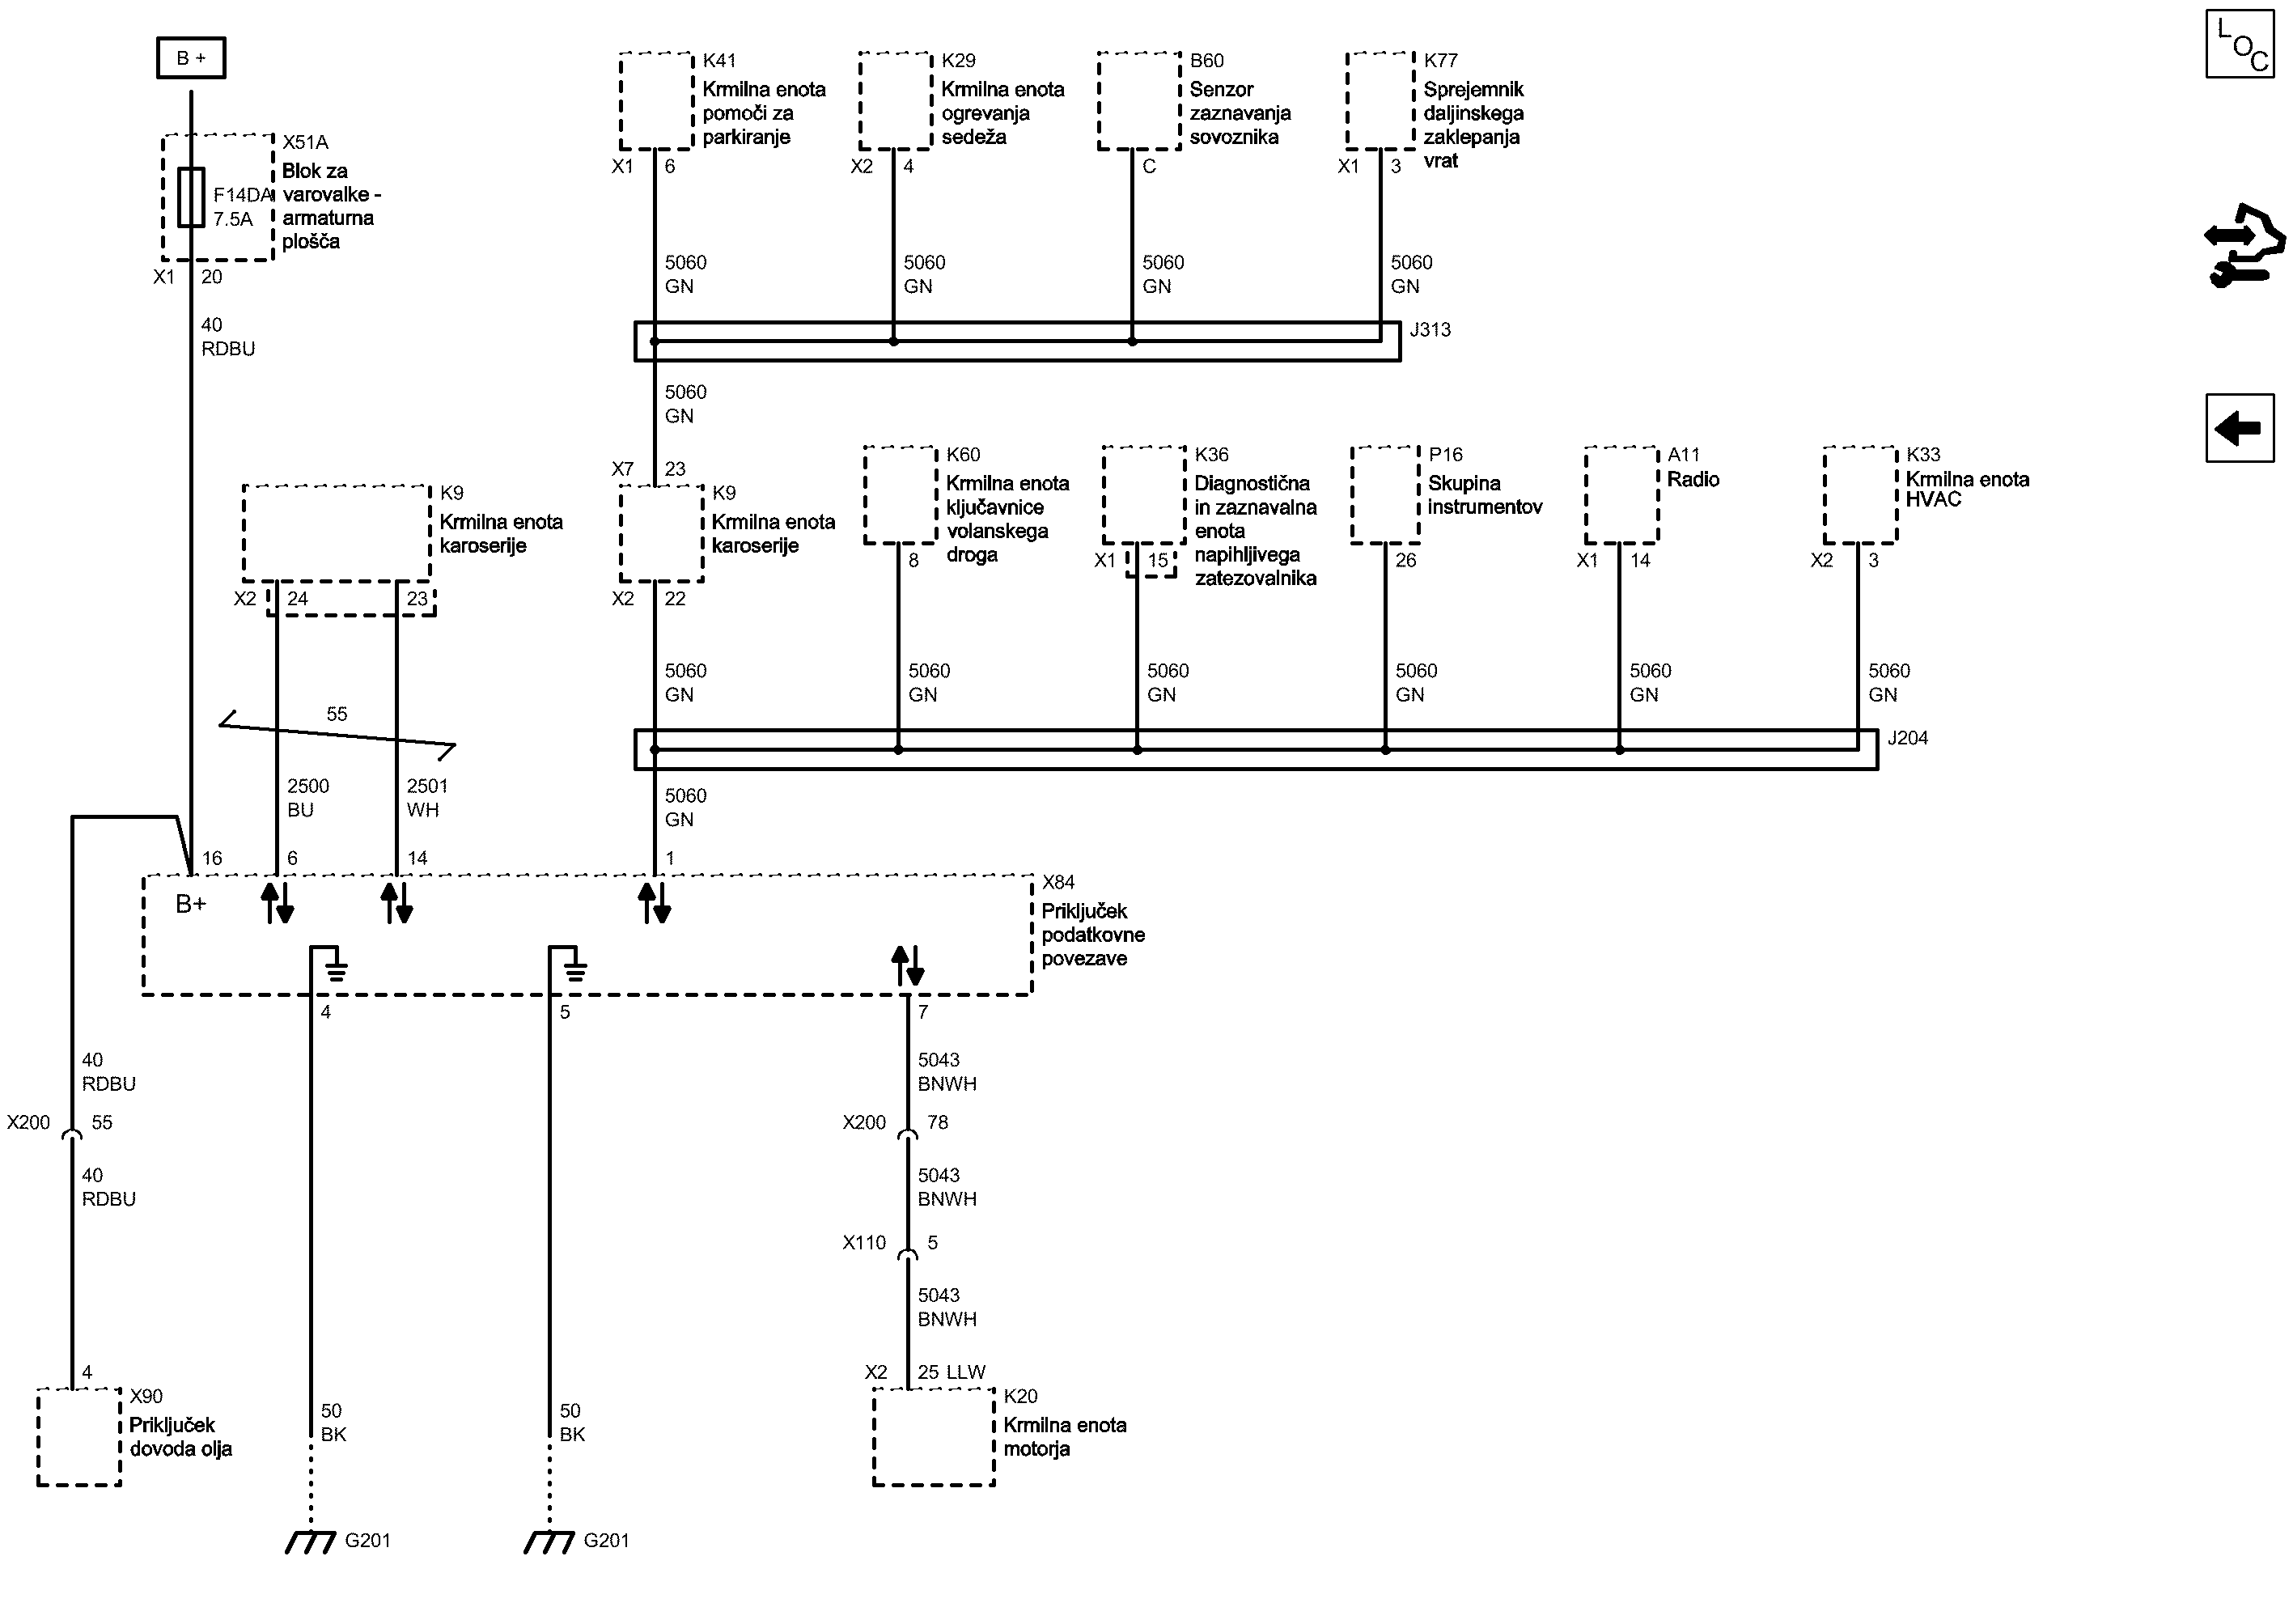 L
O
C
B +
X51A
Blok za
varovalke -
armaturna
plošča
F14DA
7.5A
X1 20
40
RDBU
K41
Krmilna enota
pomoči za
parkiranje
X1 6
5060
GN
K29
Krmilna enota
ogrevanja
sedeža
X2 4
5060
GN
B60
Senzor
zaznavanja
sovoznika
C
5060
GN
K77
Sprejemnik
daljinskega
zaklepanja
vrat
X1 3
5060
GN
J313
5060
GN
K9
Krmilna enota
karoserije
X2 24 23
55
2500
BU
2501
WH
X7 23
K9
Krmilna enota
karoserije
X2 22
5060
GN
K60
Krmilna enota
ključavnice
volanskega
droga
8
5060
GN
K36
Diagnostična
in zaznavalna
enota
napihljivega
zatezovalnika
X1 15
5060
GN
P16
Skupina
instrumentov
26
5060
GN
A11
Radio
X1 14
5060
GN
K33
Krmilna enota
HVAC
X2 3
5060
GN
J204
5060
GN
16 6 14 1
B+
X84
Priključek
podatkovne
povezave
4 5 7
40
RDBU
X200 55
40
RDBU
4
X90
Priključek
dovoda olja
50
BK
G201
50
BK
G201
5043
BNWH
X200 78
5043
BNWH
X110 5
5043
BNWH
X2 25 LLW
K20
Krmilna enota
motorja